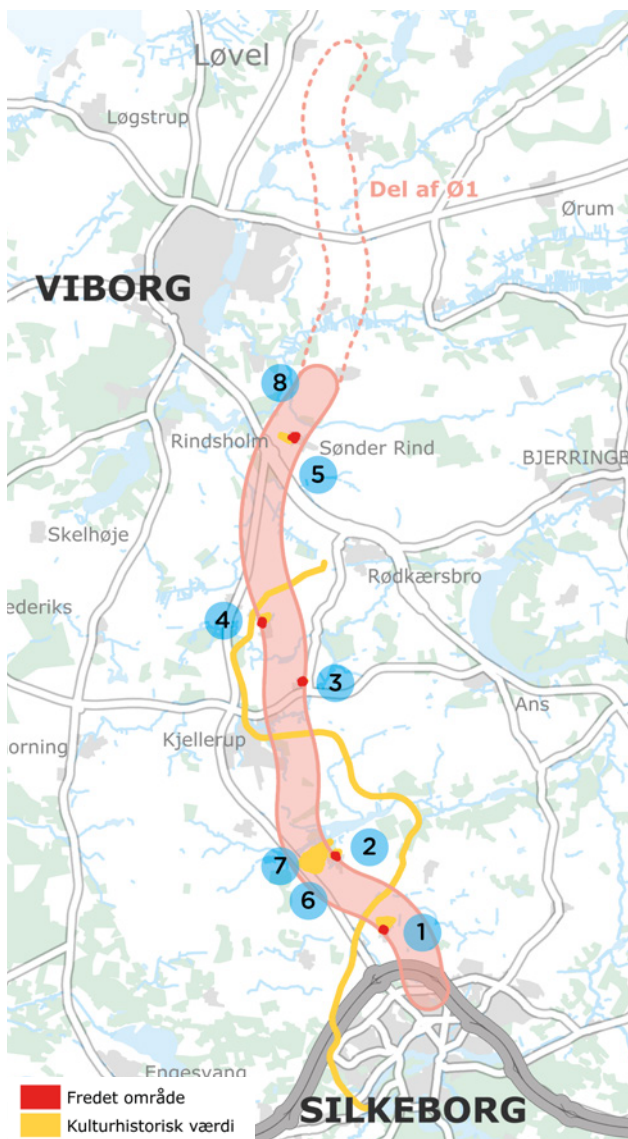 Løvel
Løgstrup
Del af Ø1
Ørum
VIBORG
8
Rindsholm
Sønder Rind
5
BJERRINGB
Skelhøje
Rødkærsbro
ederiks
4
3
Ans
orning
Kjellerup
2
7
6
1
Engesvang
Fredet område
SILKEBORG
Kulturhistorisk værdi